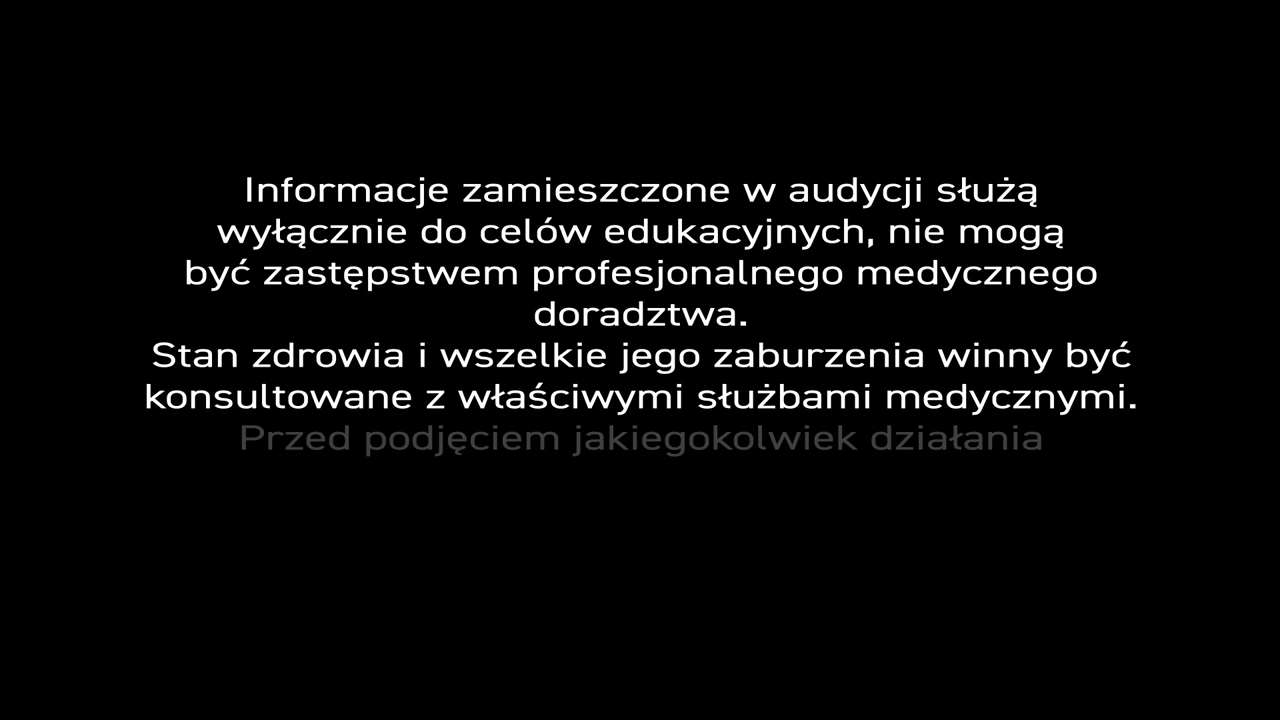 Informacje zamieszczone w audycji służą
wyłącznie do celów edukacyjnych, nie mogą
być zastępstwem profesjonalnego medycznego
doradztwa.
Stan zdrowia i wszelkie jego zaburzenia winny być
konsultowane z właściwymi służbami medycznymi.
Przed podjęciem jakiegokolwiek działania